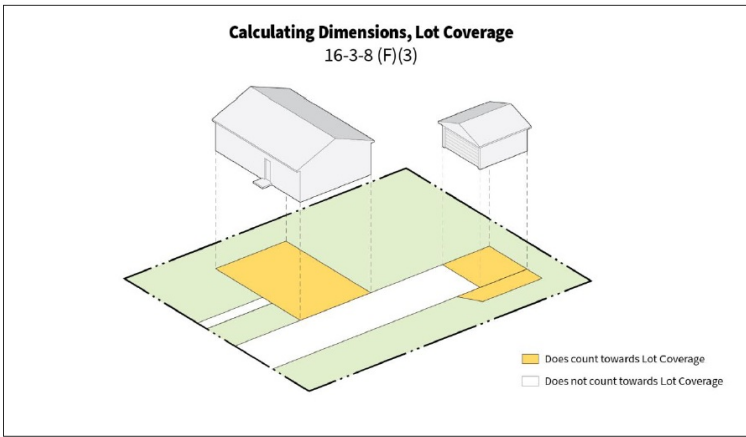 Calculating Dimensions, Lot Coverage
16-3-8 (F)(3)
Does count towards Lot Coverage
Does not count towards Lot Coverage